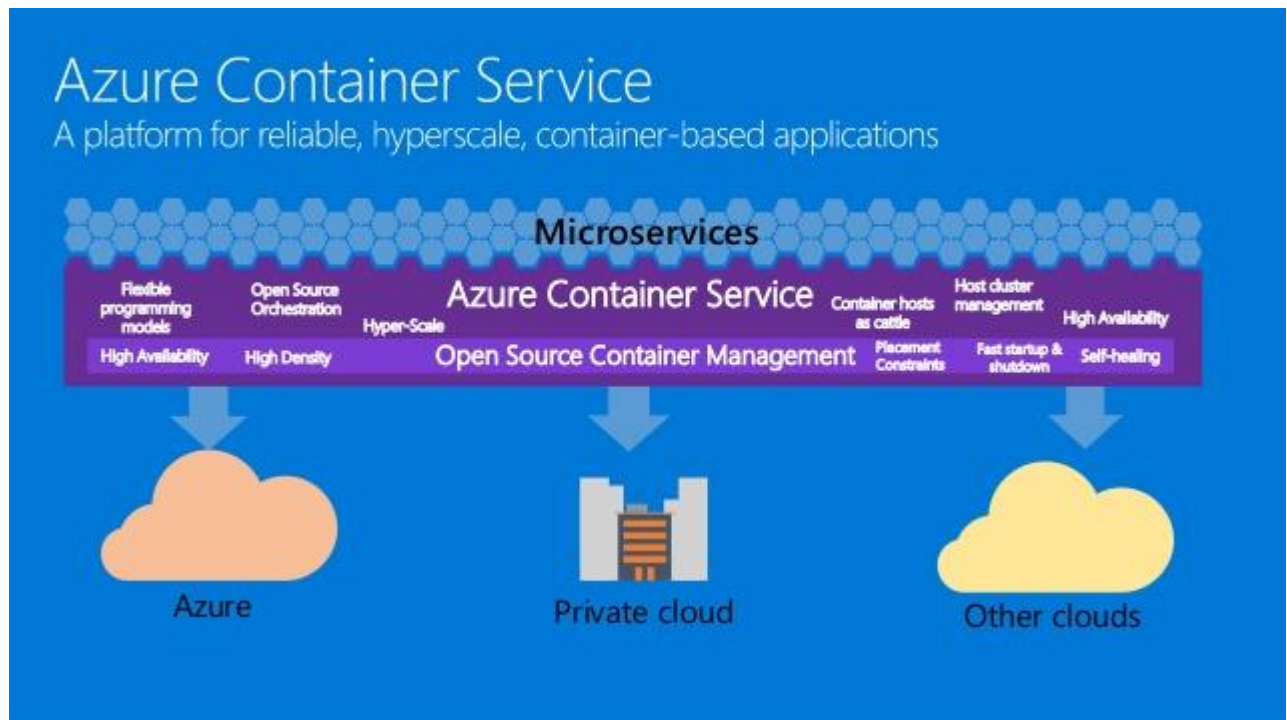 Azure Container Service
A platform for reliable, hyperscale, container-based applications
Microservices
Flexible
programming
models
Open Source
Orchestration
Hyper-Scale
Azure Container Service
Container hosts
as cattle
Host cluster
management
High Availability
High Availability
High Density
Open Source Container Management
Placement
Constraints
Fast startup &
shutdown
Self-healing
Azure
Private cloud
Other clouds